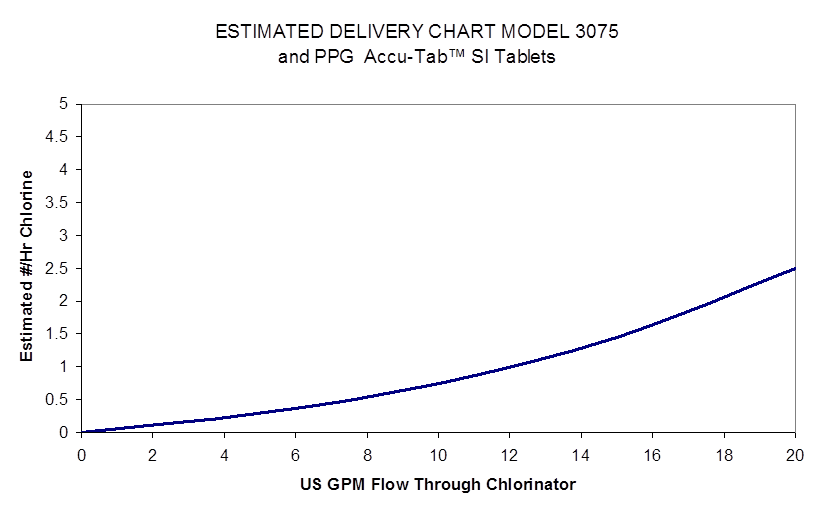 ESTIMATED DELIVERY CHART MODEL 3075
and PPG  Accu-Tab™ SI Tablets
5
4.5
4
3.5
3
2.5
2
1.5
1
0.5
0
Estimated #/Hr Chlorine
0 2 4 6 8 10 12 14 16 18 20
US GPM Flow Through Chlorinator